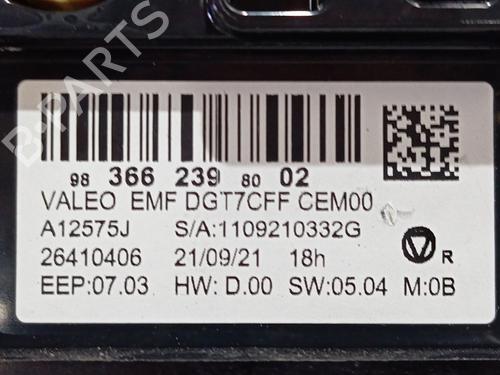 B-PARTS
98 366 239 80 02
VALEO EMF DGT7CFF CEM00
A12575J S/A:1109210332G
26410406 21/09/21 18h
V R
EEP:07.03 HW: D.00 SW:05.04 M:0B